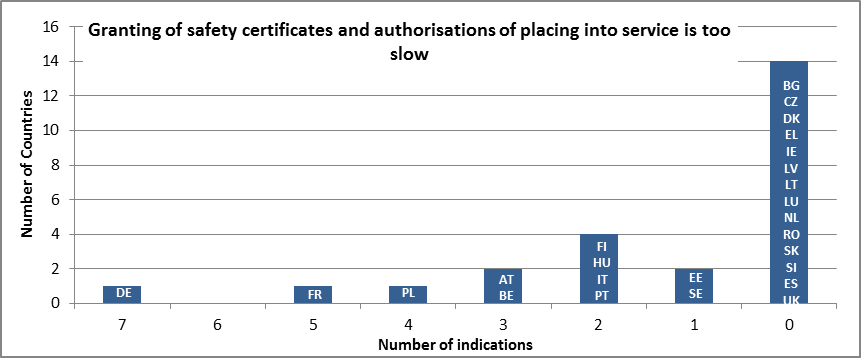 Granting of safety certificates and authorisations of placing into service is too
slow
Number of Countries
16
14
12
10
8
6
4
2
0
DE
FR
PL
AT
BE
FI
HU
IT
PT
EE
SE
BG
CZ
DK
EL
IE
LV
LT
LU
NL
RO
SK
SI
ES
UK
7 6 5 4 3 2 1 0
Number of indications